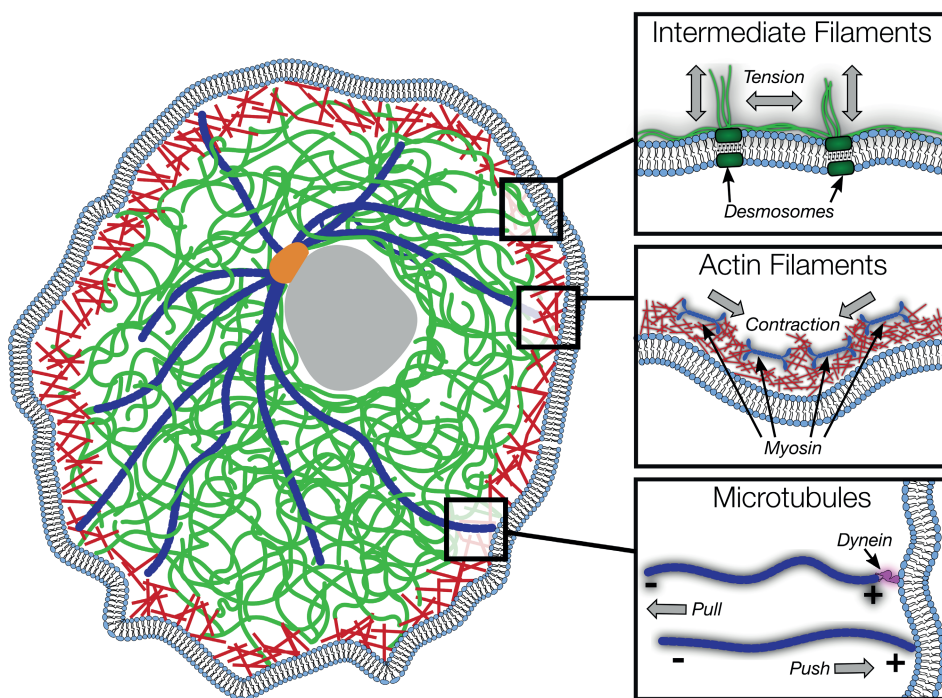 Intermediate Filaments
Tension
Desmosomes
Actin Filaments
Contraction
Myosin
Microtubules
Dynein
-
+
Pull
-
+
Push